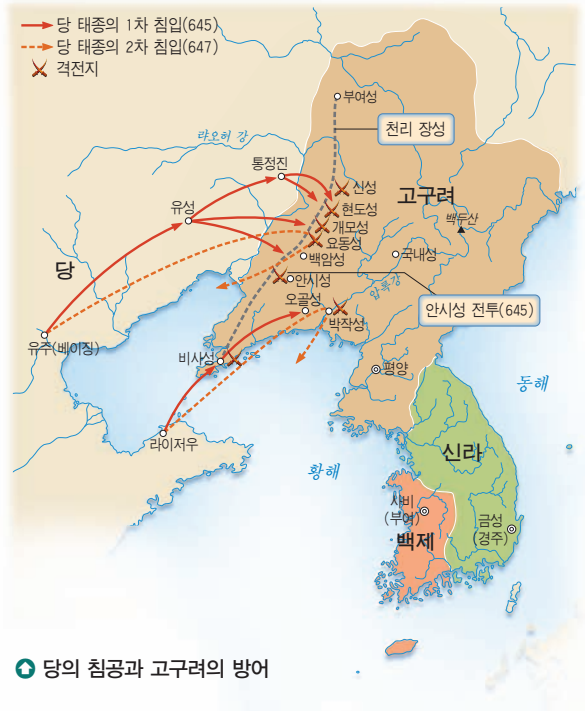 당 태종의 1차 침입(645)
당 태종의 2차 침입(647)
격전지
부여성
천리 장성
랴오허 강
통정진
신성
고구려
현도성
유성
백두산
개모성
요동성
백암성
국내성
당
안시성
압록강
오골성
안시성 전투(645)
박작성
유주(베이징)
비사성
평양
동해
라이저우
신라
황해
사비
(부여)
금성
(경주)
백제
당의 침공과 고구려의 방어